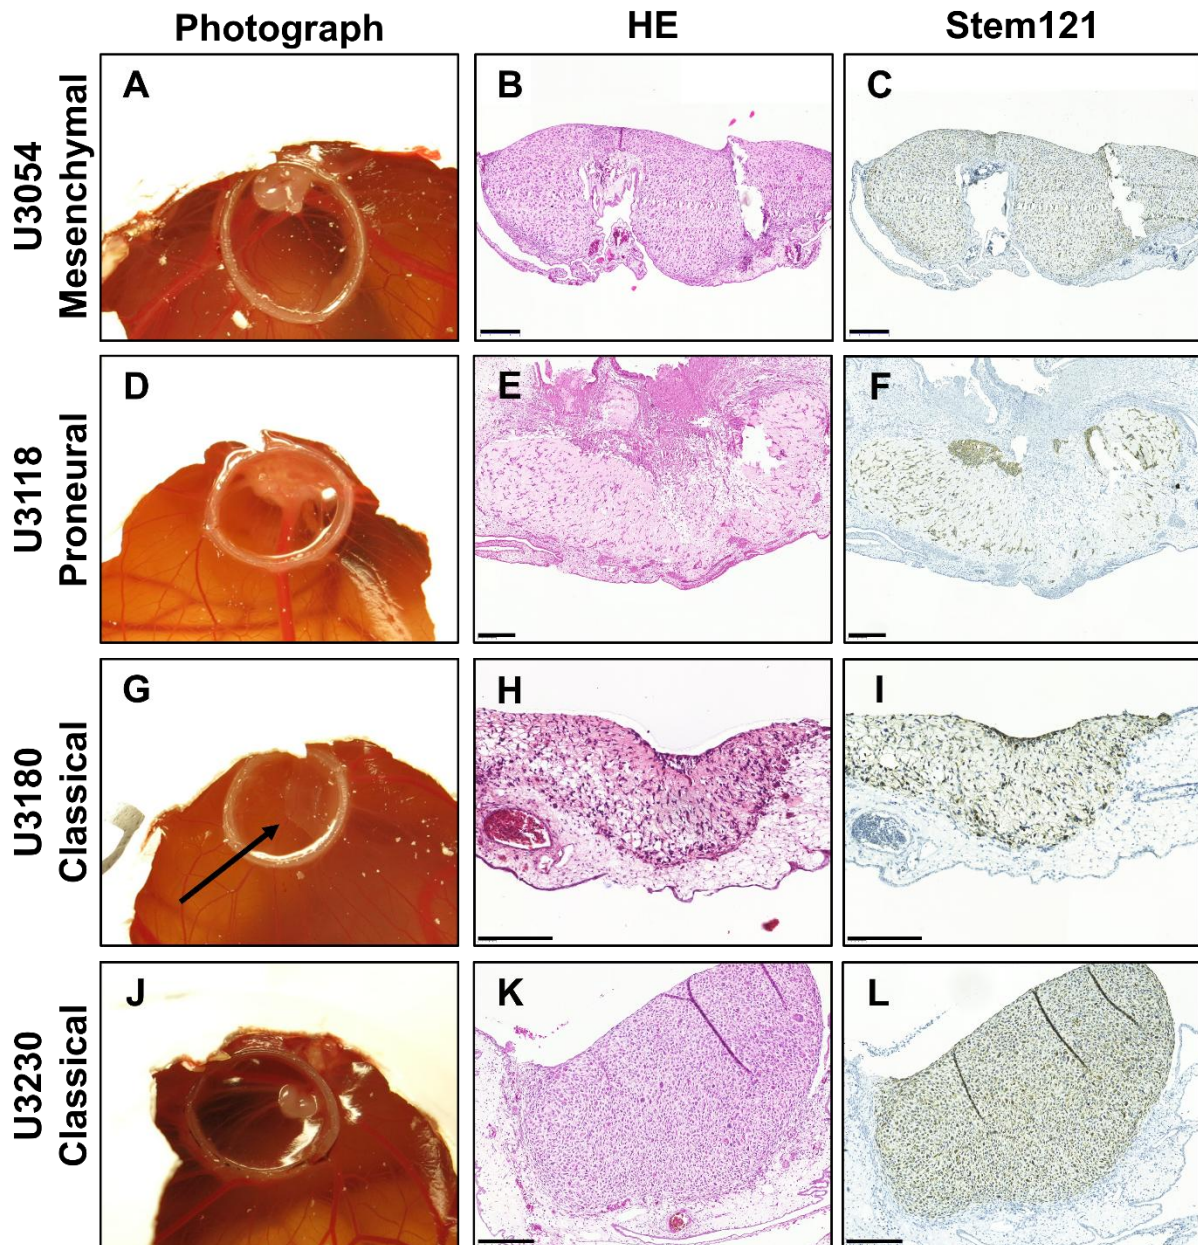 Photograph HE Stem121
U3054
Mesenchymal
A B C
U3118
Proneural
D E F
U3180
Classical
G H I
U3230
Classical
J K L